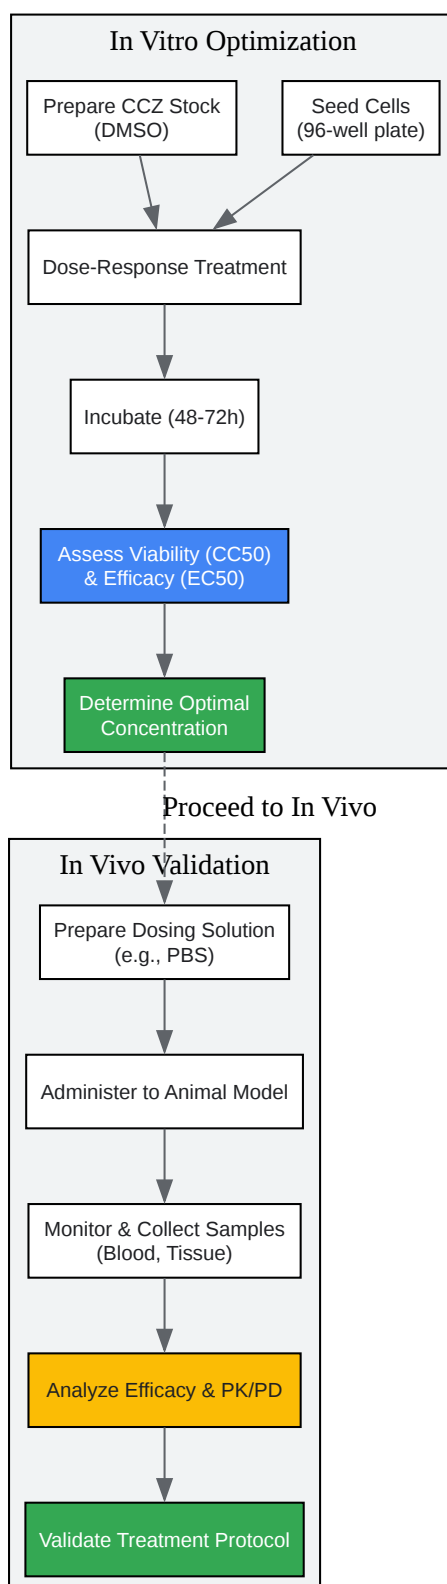 In Vitro Optimization
Prepare CCZ Stock
(DMSO)
Seed Cells
(96-well plate)
Dose-Response Treatment
Incubate (48-72h)
Assess Viability (CC50)
& Efficacy (EC50)
Determine Optimal
Concentration
Proceed to In Vivo
In Vivo Validation
Prepare Dosing Solution
(e.g., PBS)
Administer to Animal Model
Monitor & Collect Samples
(Blood, Tissue)
Analyze Efficacy & PK/PD
Validate Treatment Protocol